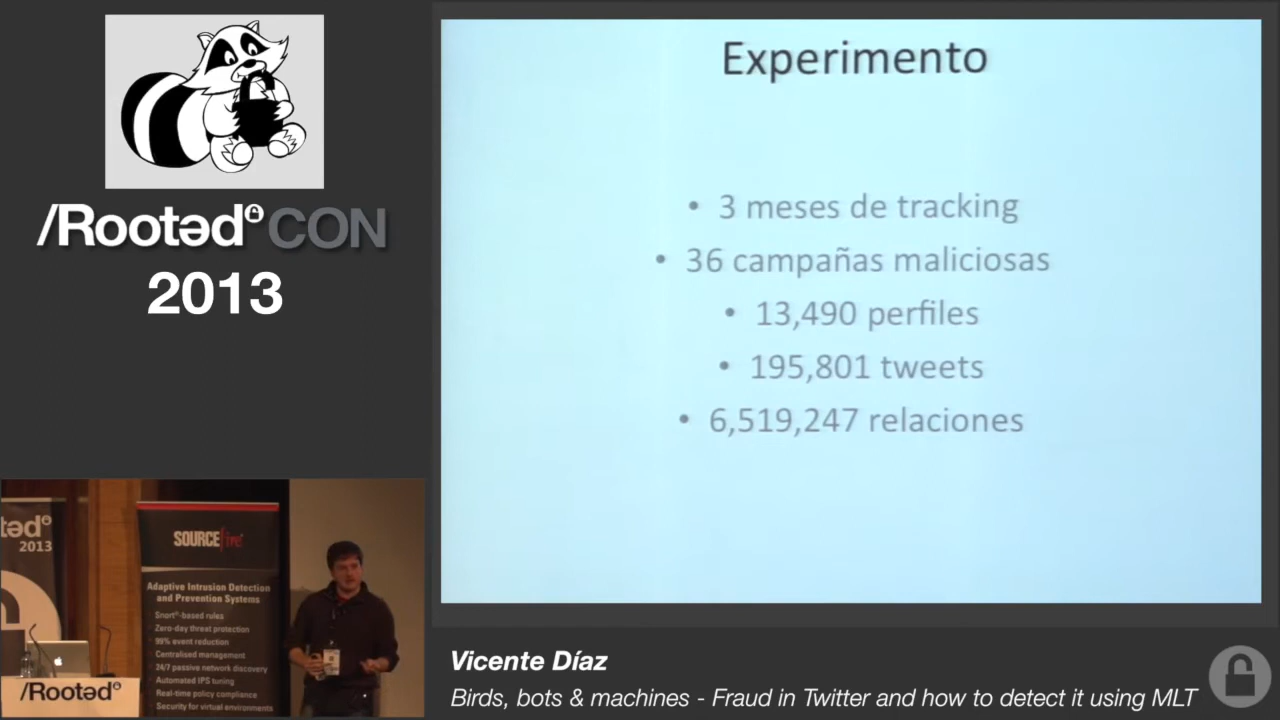 /Rootəd CON
2013
Experimento
• 3 meses de tracking
• 36 campañas maliciosas
• 13,490 perfiles
• 195,801 tweets
• 6,519,247 relaciones
təd
2013
SOURCEfire
Adaptive Intrusion Detection
and Prevention Systems
Snort®-based rules
Zero-day threat protection
99% event reduction
Centralised management
24/7 passive network discovery
Automated IPS tuning
Real-time policy compliance
Security for virtual environments
/Rootəd
Vicente Díaz
Birds, bots & machines - Fraud in Twitter and how to detect it using MLT